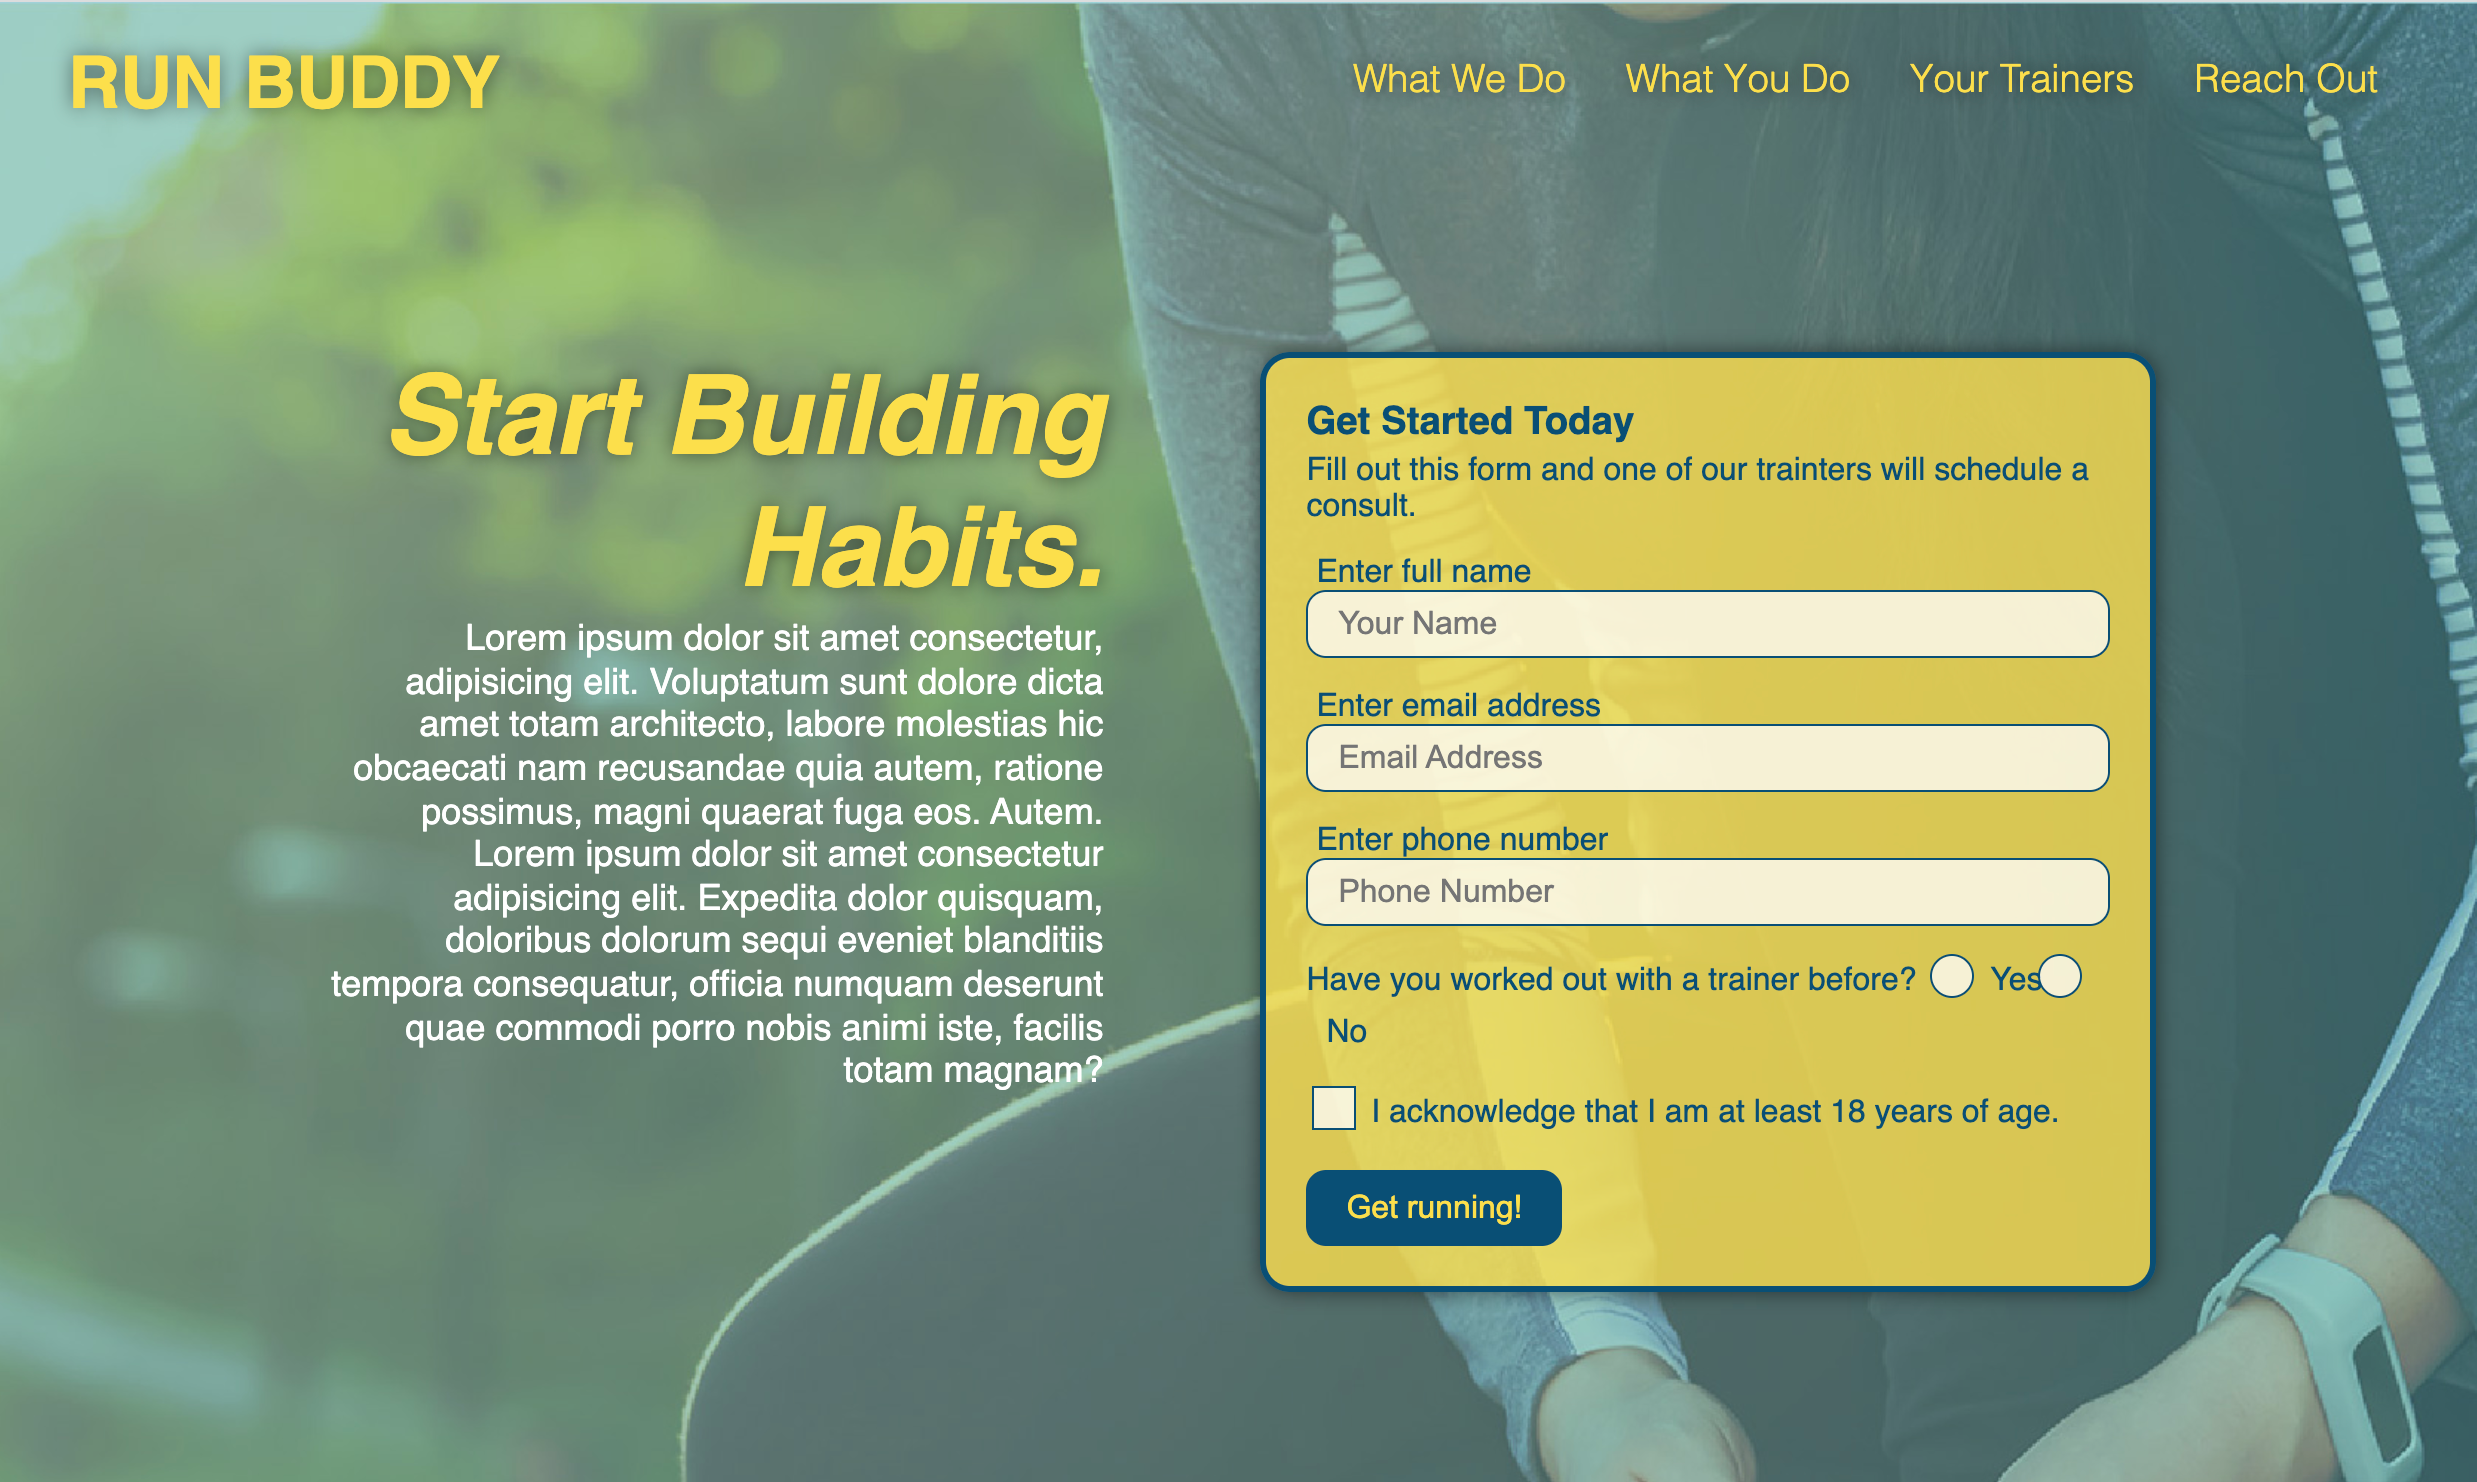 RUN BUDDY
What We Do What You Do Your Trainers Reach Out
Start Building
Habits.
Lorem ipsum dolor sit amet consectetur,
adipisicing elit. Voluptatum sunt dolore dicta
amet totam architecto, labore molestias hic
obcaecati nam recusandae quia autem, ratione
possimus, magni quaerat fuga eos. Autem.
Lorem ipsum dolor sit amet consectetur
adipisicing elit. Expedita dolor quisquam,
doloribus dolorum sequi eveniet blanditiis
tempora consequatur, officia numquam deserunt
quae commodi porro nobis animi iste, facilis
totam magnam?
Get Started Today
Fill out this form and one of our trainters will schedule a
consult.
Enter full name
Your Name
Enter email address
Email Address
Enter phone number
Phone Number
Have you worked out with a trainer before? Yes
No
I acknowledge that I am at least 18 years of age.
Get running!